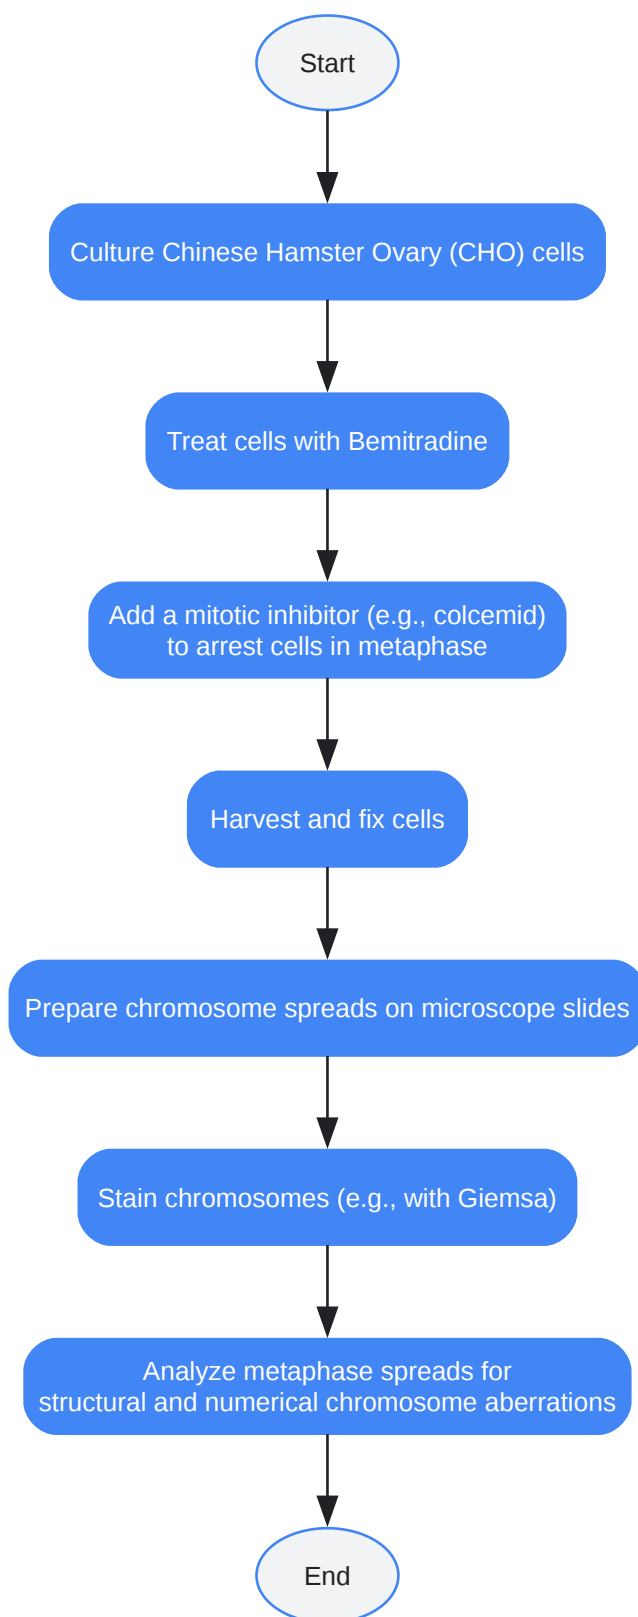 Start
Culture Chinese Hamster Ovary (CHO) cells
Treat cells with Bemitradine
Add a mitotic inhibitor (e.g., colcemid)
to arrest cells in metaphase
Harvest and fix cells
Prepare chromosome spreads on microscope slides
Stain chromosomes (e.g., with Giemsa)
Analyze metaphase spreads for
structural and numerical chromosome aberrations
End